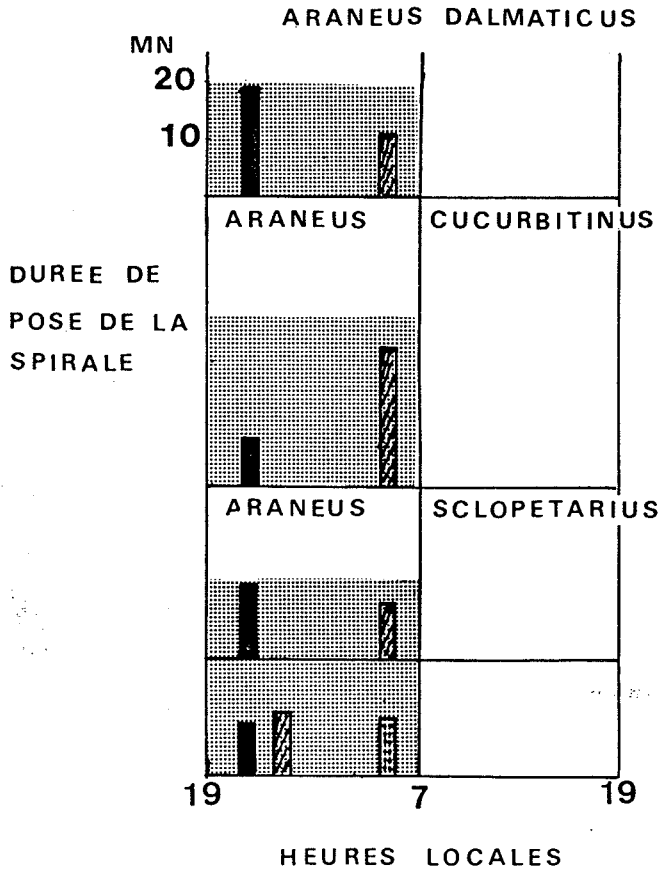 ARANEUS DALMATICUS
MN
20
10
ARANEUS CUCURBITINUS
DUREE DE
POSE DE LA
SPIRALE
ARANEUS SCLOPETARIUS
19 7 19
HEURES LOCALES